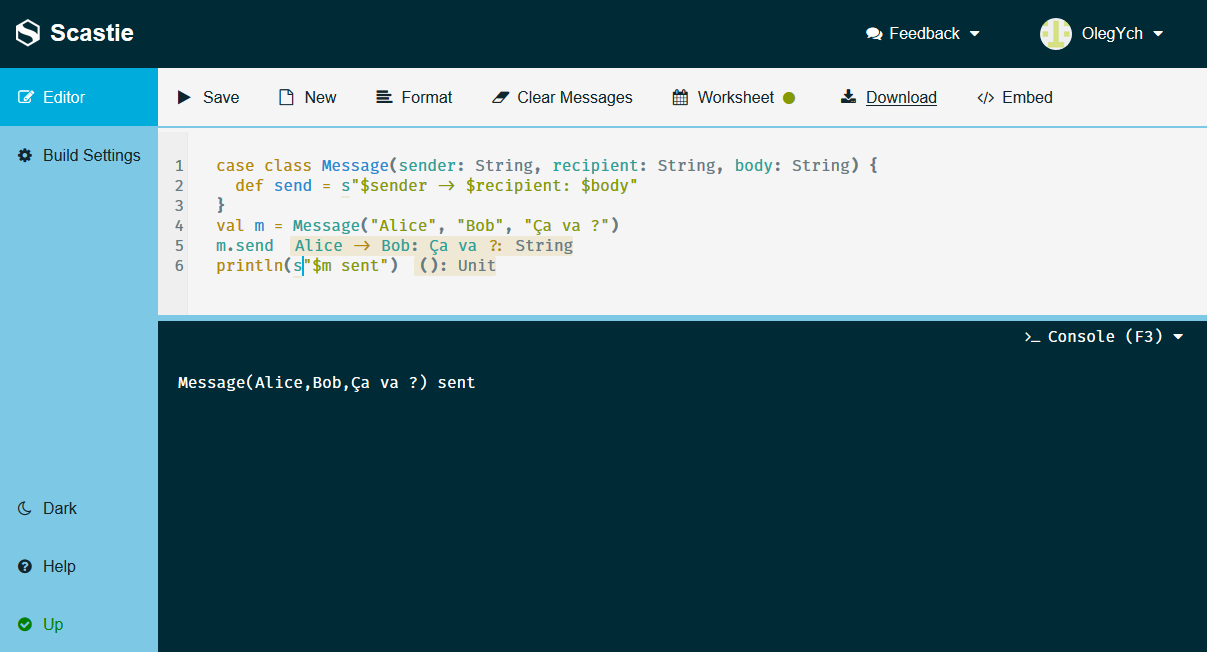 Scastie
Feedback
OlegYch
Editor
Save
New
Format
Clear Messages
Worksheet
Download
</> Embed
Build Settings
1 case class Message(sender: String, recipient: String, body: String) {
2 def send = s"$sender → $recipient: $body"
3 }
4 val m = Message("Alice", "Bob", "Ça va ?")
5 m.send Alice → Bob: Ça va ?: String
6 println(s"$m sent") (): Unit
>_ Console (F3)
Message(Alice,Bob,Ça va ?) sent
Dark
Help
Up